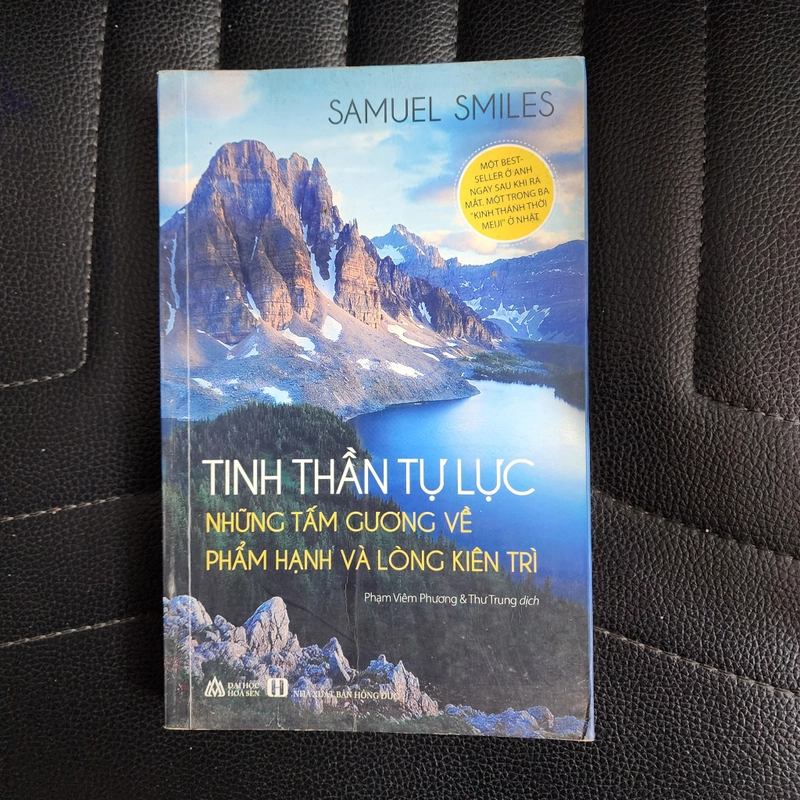 SAMUEL SMILES
MỘT BEST-
SELLER Ở ANH
NGAY SAU KHI RA
MẮT. MỘT TRONG BA
"KINH THÁNH THỜI
MEIJI" Ở NHẬT
TINH THẦN TỰ LỰC
NHỮNG TẤM GƯƠNG VỀ
PHẨM HẠNH VÀ LÒNG KIÊN TRÌ
Phạm Viêm Phương & Thư Trung dịch
ĐẠI HỌC
HOA SEN
NHÀ XUẤT BẢN HỒNG ĐỨC